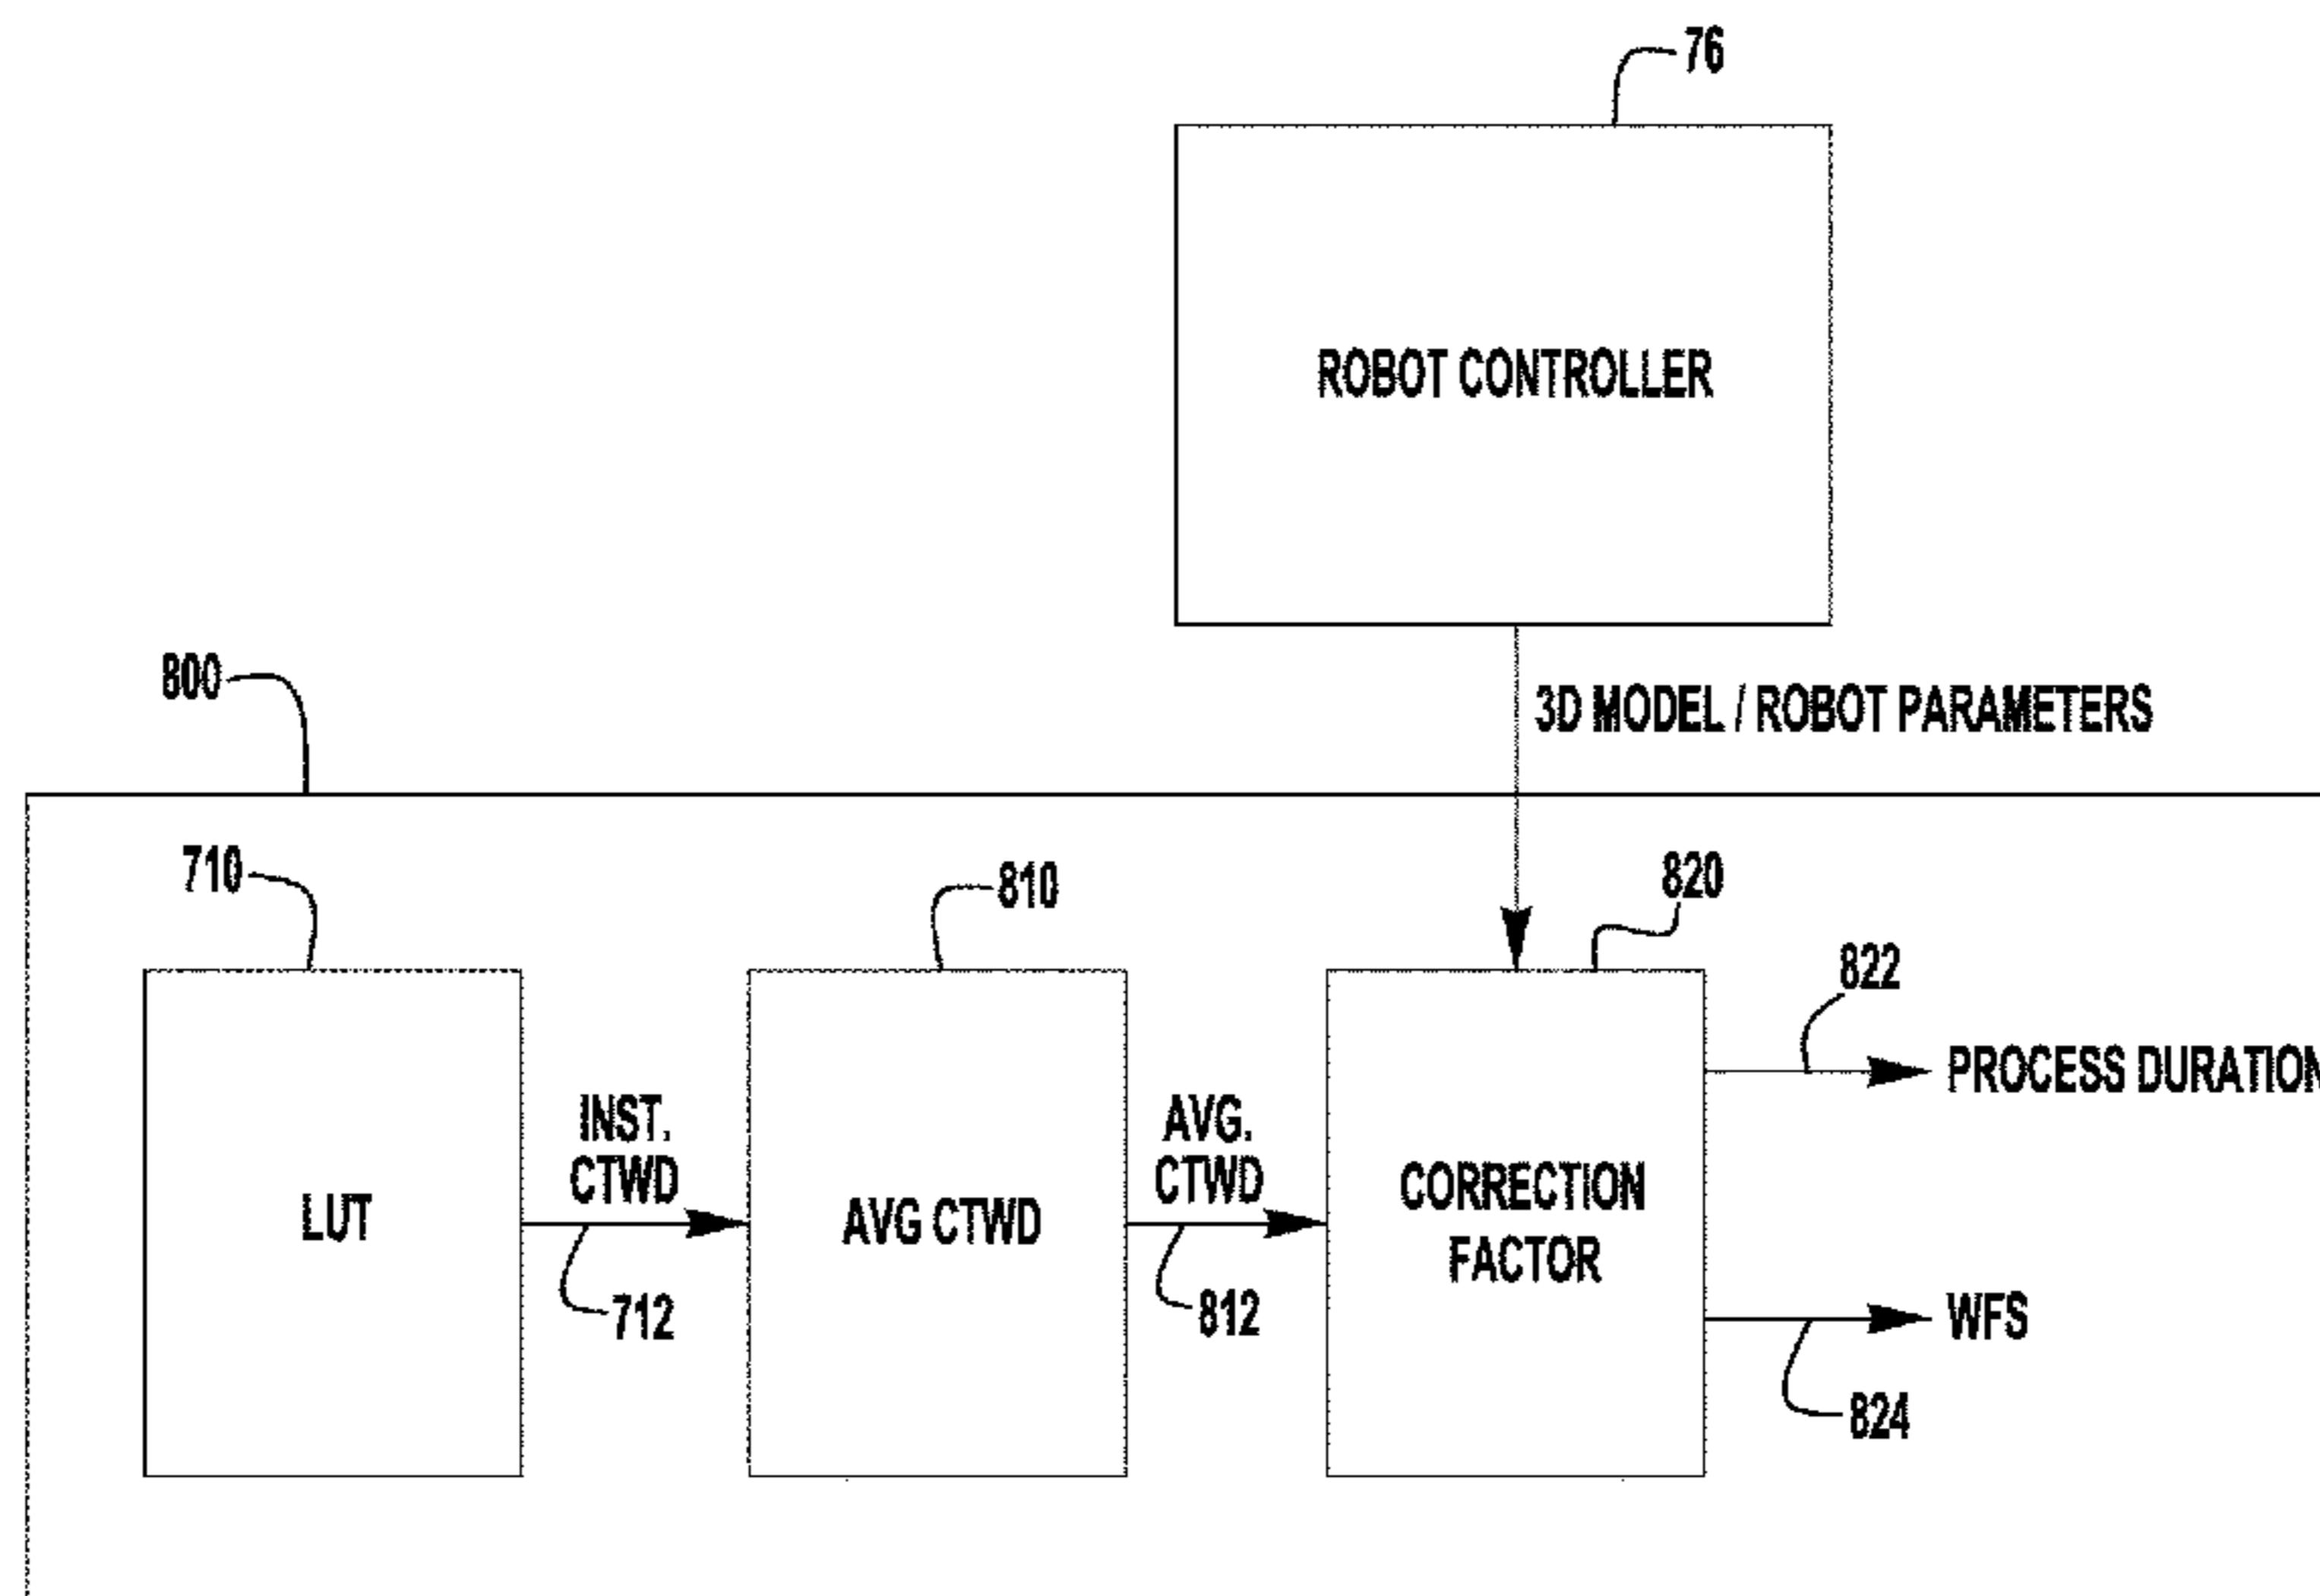 76
ROBOT CONTROLLER
800
3D MODEL / ROBOT PARAMETERS
710
810
820
822
PROCESS DURATION
INST.
CTWD
AVG.
CTWD
LUT
AVG CTWD
CORRECTION
FACTOR
712
812
WFS
824